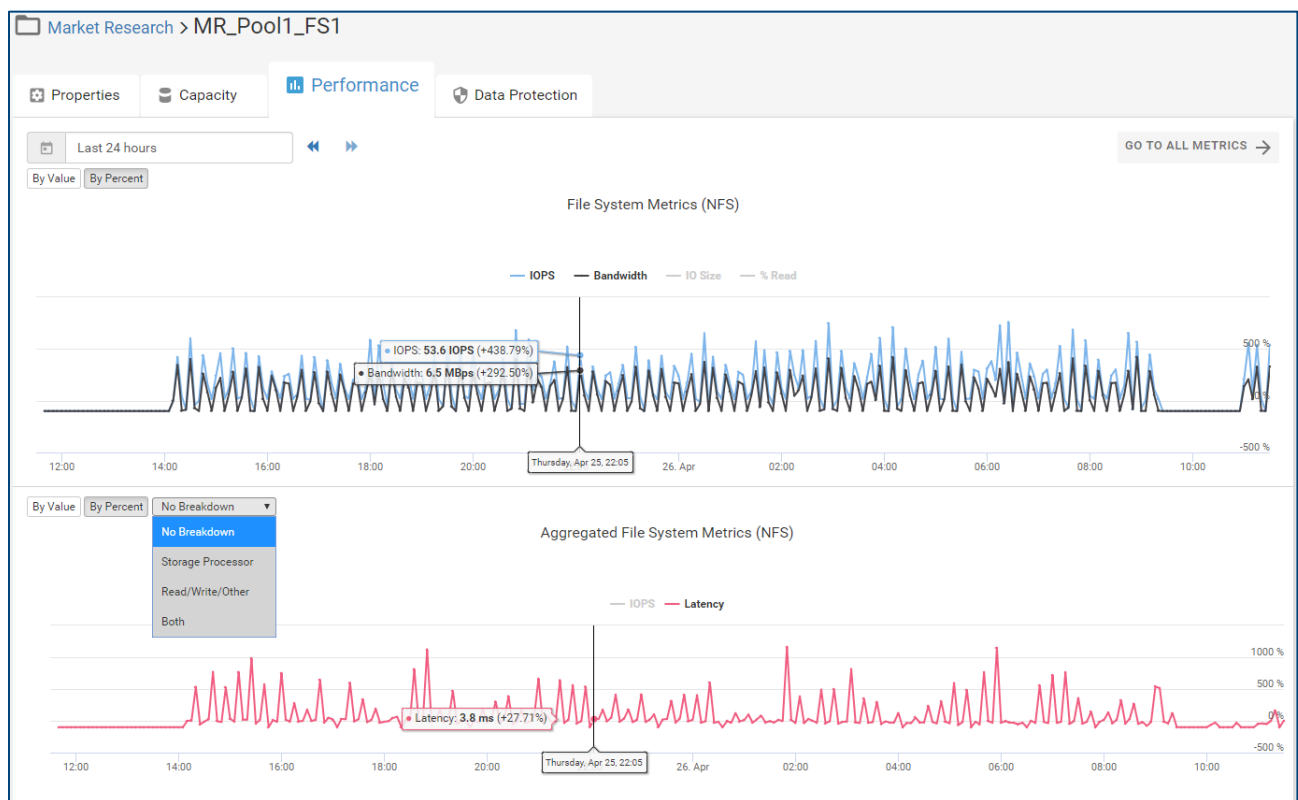 Market Research > MR_Pool1_FS1
Properties Capacity Performance Data Protection
Last 24 hours GO TO ALL METRICS
By Value By Percent
File System Metrics (NFS)
IOPS Bandwidth IO Size % Read
500 %
IOPS: 53.6 IOPS (+438.79%)
Bandwidth: 6.5 MBps (+292.50%)
0 %
-500 %
12:00 14:00 16:00 18:00 20:00 Thursday, Apr 25, 22:05 26. Apr 02:00 04:00 06:00 08:00 10:00
By Value By Percent No Breakdown
No Breakdown
Aggregated File System Metrics (NFS)
Storage Processor
Read/Write/Other
IOPS Latency
Both
1000 %
500 %
Latency: 3.8 ms (+27.71%)
0 %
-500 %
12:00 14:00 16:00 18:00 20:00 Thursday, Apr 25, 22:05 26. Apr 02:00 04:00 06:00 08:00 10:00